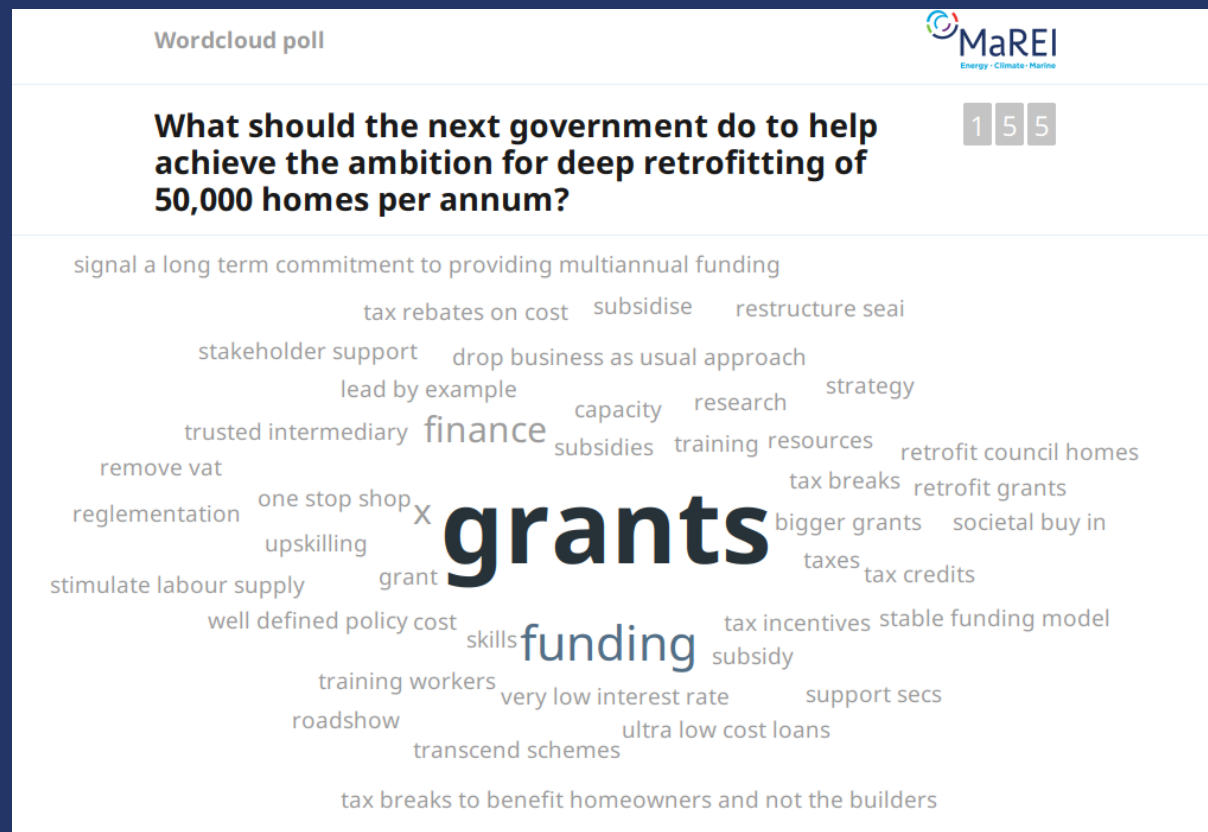 Wordcloud poll
MaREI
Energy · Climate · Marine
What should the next government do to help
achieve the ambition for deep retrofitting of
50,000 homes per annum?
1 5 5
signal a long term commitment to providing multiannual funding
tax rebates on cost subsidise restructure seai
stakeholder support drop business as usual approach
lead by example strategy
capacity research
trusted intermediary finance subsidies training resources retrofit council homes
remove vat tax breaks retrofit grants
reglementation one stop shop x grants bigger grants societal buy in
upskilling taxes
stimulate labour supply grant tax credits
well defined policy cost tax incentives stable funding model
skills funding subsidy
training workers very low interest rate support secs
roadshow ultra low cost loans
transcend schemes
tax breaks to benefit homeowners and not the builders